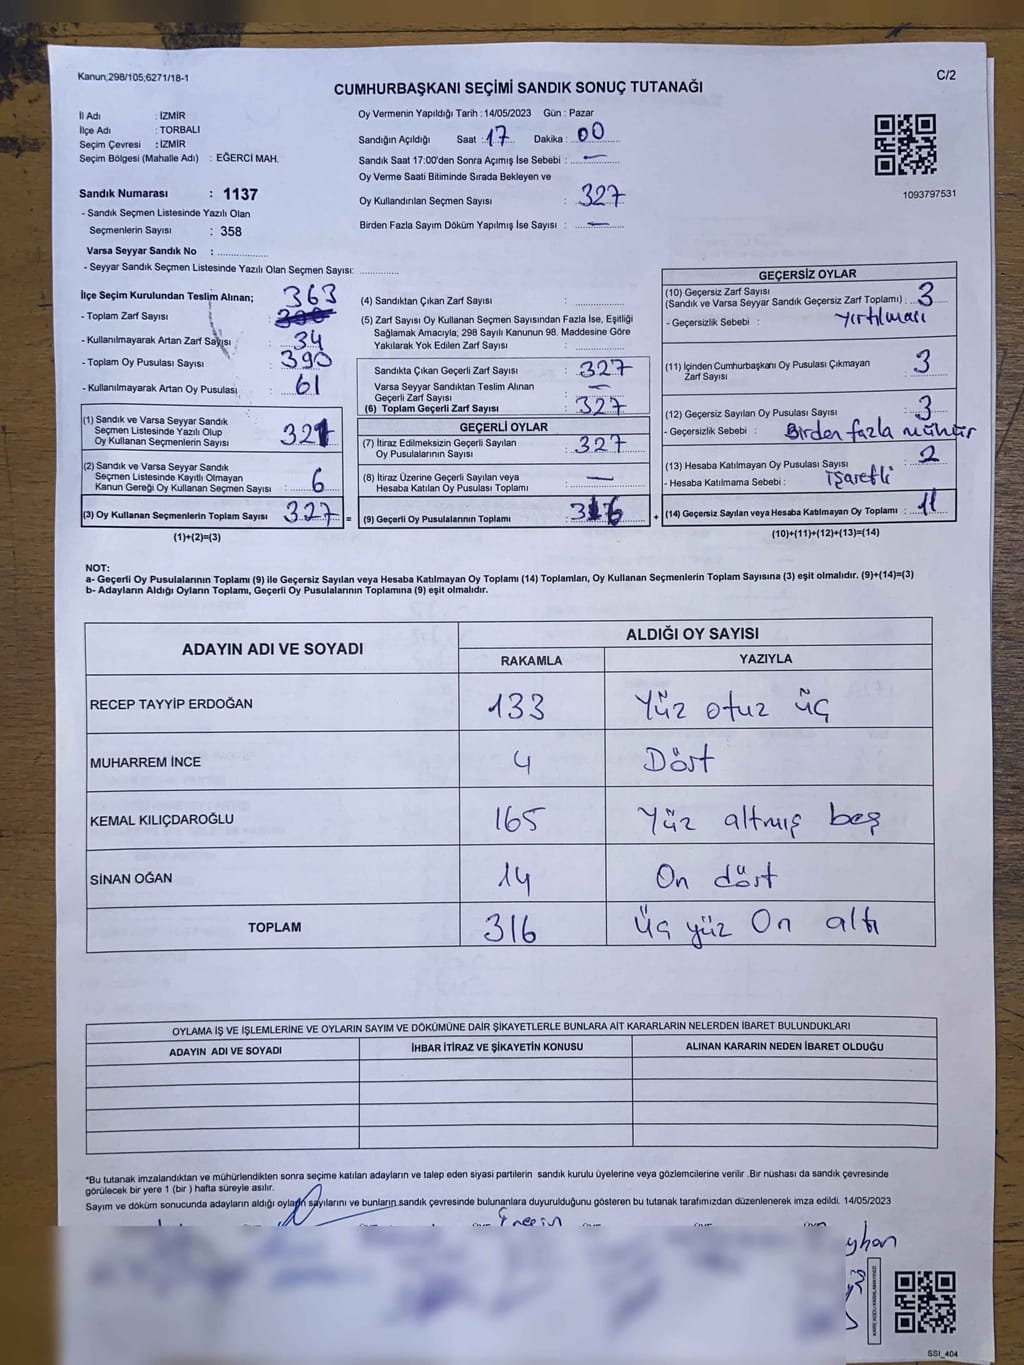 Kanun;298/105;6271/18-1
C/2
CUMHURBAŞKANI SEÇİMİ SANDIK SONUÇ TUTANAĞI
İl Adı : İZMİR
İlçe Adı : TORBALI
Seçim Çevresi : İZMİR
Seçim Bölgesi (Mahalle Adı) : EĞERCİ MAH.
Sandık Numarası : 1137
- Sandık Seçmen Listesinde Yazılı Olan
Seçmenlerin Sayısı : 358
Varsa Seyyar Sandık No : ................
- Seyyar Sandık Seçmen Listesinde Yazılı Olan Seçmen Sayısı: ............
Oy Vermenin Yapıldığı Tarih : 14/05/2023 Gün : Pazar
Sandığın Açıldığı Saat : 17 Dakika : 00
Sandık Saat 17:00'den Sonra Açımış İse Sebebi : —
Oy Verme Saati Bitiminde Sırada Bekleyen ve
Oy Kullandırılan Seçmen Sayısı : 327
Birden Fazla Sayım Döküm Yapılmış İse Sayısı : —
1093797531
İlçe Seçim Kurulundan Teslim Alınan; 363
- Toplam Zarf Sayısı :
- Kullanılmayarak Artan Zarf Sayısı : 34
- Toplam Oy Pusulası Sayısı : 390
- Kullanılmayarak Artan Oy Pusulası : 61
(1) Sandık ve Varsa Seyyar Sandık
Seçmen Listesinde Yazılı Olup
Oy Kullanan Seçmenlerin Sayısı : 321
(2) Sandık ve Varsa Seyyar Sandık
Seçmen Listesinde Kayıtlı Olmayan
Kanun Gereği Oy Kullanan Seçmen Sayısı : 6
(3) Oy Kullanan Seçmenlerin Toplam Sayısı : 327 =
(1)+(2)=(3)
(4) Sandıktan Çıkan Zarf Sayısı : ................
(5) Zarf Sayısı Oy Kullanan Seçmen Sayısından Fazla İse, Eşitliği
Sağlamak Amacıyla; 298 Sayılı Kanunun 98. Maddesine Göre
Yakılarak Yok Edilen Zarf Sayısı : ................
Sandıkta Çıkan Geçerli Zarf Sayısı : 327
Varsa Seyyar Sandıktan Teslim Alınan
Geçerli Zarf Sayısı : —
(6) Toplam Geçerli Zarf Sayısı : 327
GEÇERLİ OYLAR
(7) İtiraz Edilmeksizin Geçerli Sayılan
Oy Pusulalarının Sayısı : 327
(8) İtiraz Üzerine Geçerli Sayılan veya
Hesaba Katılan Oy Pusulası Toplamı : —
(9) Geçerli Oy Pusulalarının Toplamı : 316 +
GEÇERSİZ OYLAR
(10) Geçersiz Zarf Sayısı
(Sandık ve Varsa Seyyar Sandık Geçersiz Zarf Toplamı) : 3
- Geçersizlik Sebebi : yırtılması
(11) İçinden Cumhurbaşkanı Oy Pusulası Çıkmayan
Zarf Sayısı : 3
(12) Geçersiz Sayılan Oy Pusulası Sayısı : 3
- Geçersizlik Sebebi : Birden fazla mühür
(13) Hesaba Katılmayan Oy Pusulası Sayısı : 2
- Hesaba Katılmama Sebebi : işaretli
(14) Geçersiz Sayılan veya Hesaba Katılmayan Oy Toplamı : 11
(10)+(11)+(12)+(13)=(14)
NOT:
a- Geçerli Oy Pusulalarının Toplamı (9) ile Geçersiz Sayılan veya Hesaba Katılmayan Oy Toplamı (14) Toplamları, Oy Kullanan Seçmenlerin Toplam Sayısına (3) eşit olmalıdır. (9)+(14)=(3)
b- Adayların Aldığı Oyların Toplamı, Geçerli Oy Pusulalarının Toplamına (9) eşit olmalıdır.
ADAYIN ADI VE SOYADI
ALDIĞI OY SAYISI
RAKAMLA YAZIYLA
RECEP TAYYİP ERDOĞAN 133 Yüz otuz üç
MUHARREM İNCE 4 Dört
KEMAL KILIÇDAROĞLU 165 Yüz altmış beş
SİNAN OĞAN 14 On dört
TOPLAM 316 Üç yüz On altı
OYLAMA İŞ VE İŞLEMLERİNE VE OYLARIN SAYIM VE DÖKÜMÜNE DAİR ŞİKAYETLERLE BUNLARA AİT KARARLARIN NELERDEN İBARET BULUNDUKLARI
ADAYIN ADI VE SOYADI İHBAR İTİRAZ VE ŞİKAYETİN KONUSU ALINAN KARARIN NEDEN İBARET OLDUĞU
*Bu tutanak imzalandıktan ve mühürlendikten sonra seçime katılan adayların ve talep eden siyasi partilerin sandık kurulu üyelerine veya gözlemcilerine verilir .Bir nüshası da sandık çevresinde
görülecek bir yere 1 (bir ) hafta süreyle asılır.
Sayım ve döküm sonucunda adayların aldığı oyların sayılarını ve bunların sandık çevresinde bulunanlara duyurulduğunu gösteren bu tutanak tarafımızdan düzenlenerek imza edildi. 14/05/2023
yhan
SSI_404